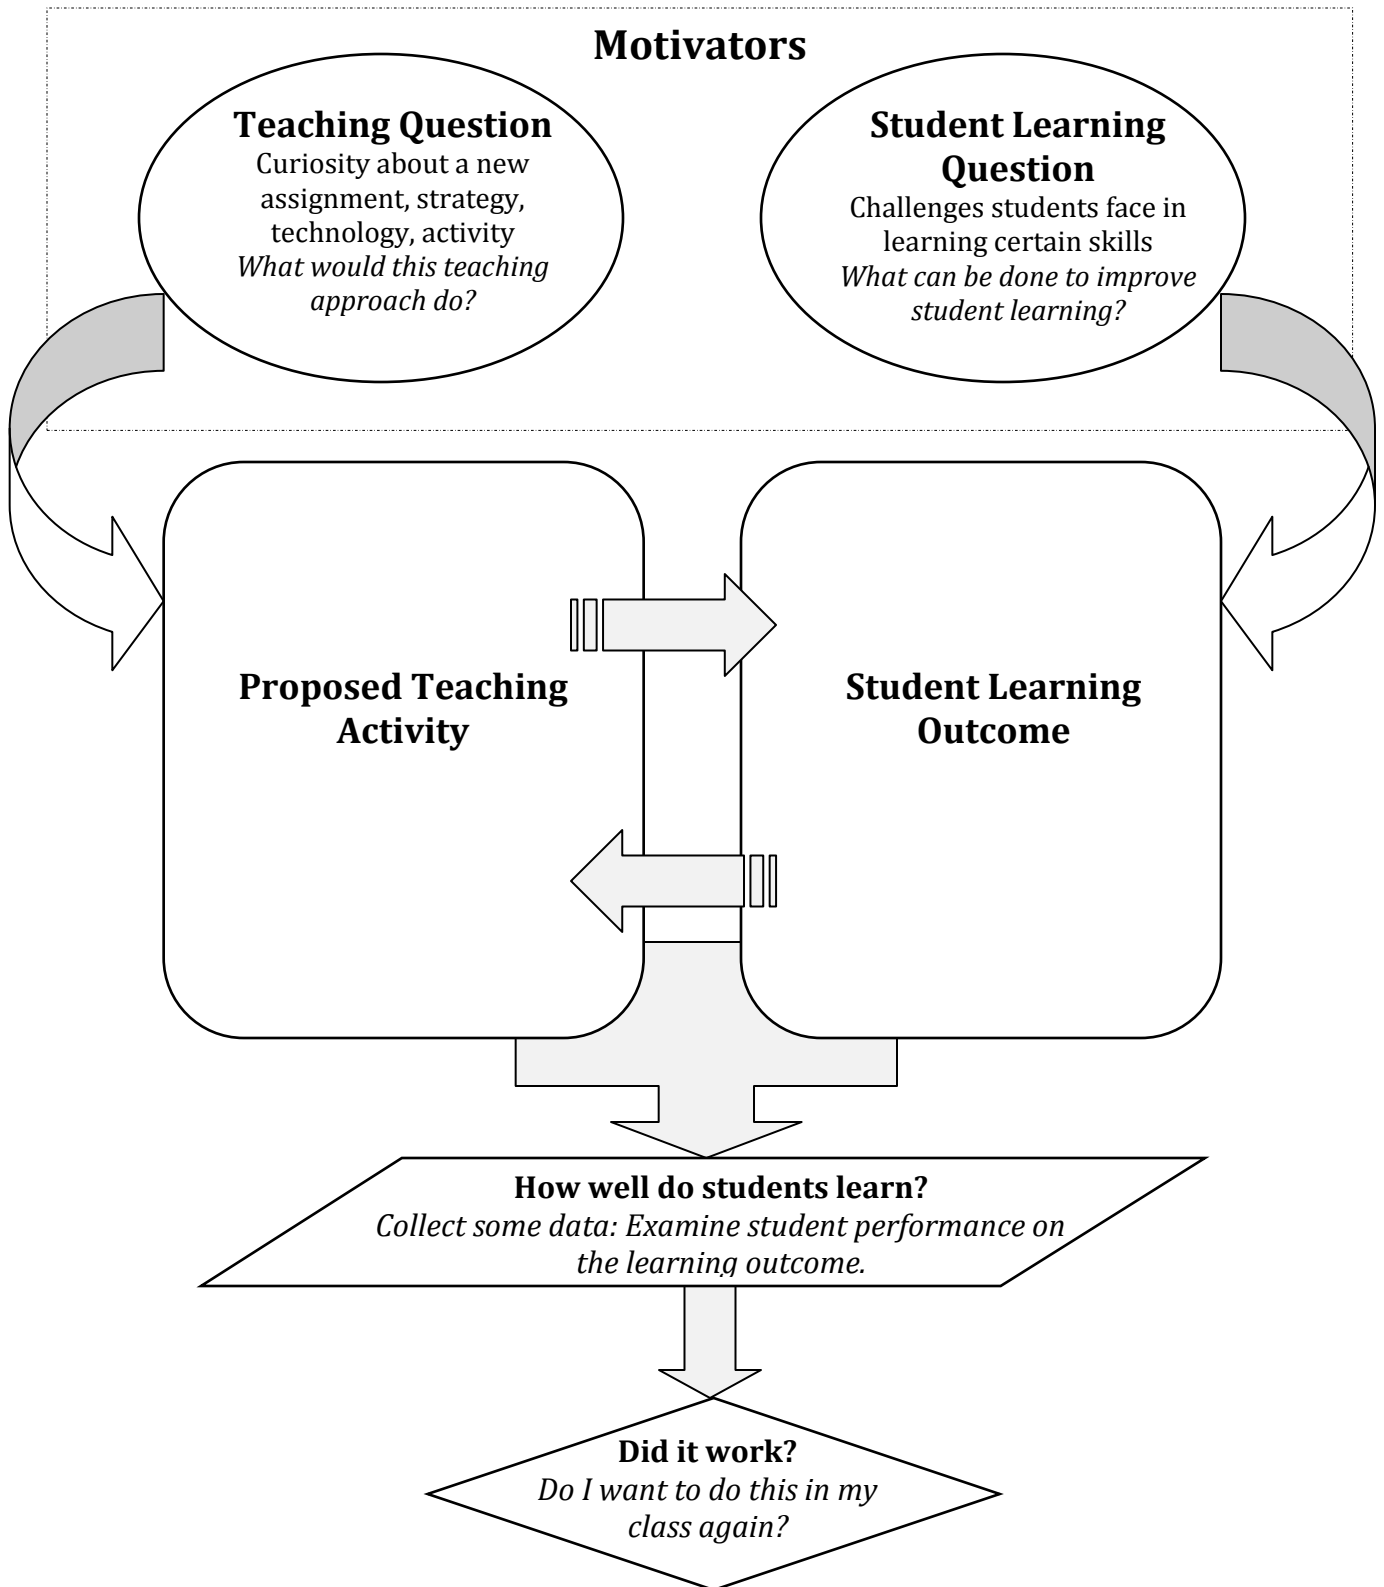 Motivators
Teaching Question
Curiosity about a new
assignment, strategy,
technology, activity
What would this teaching
approach do?
Student Learning
Question
Challenges students face in
learning certain skills
What can be done to improve
student learning?
Proposed Teaching
Activity
Student Learning
Outcome
How well do students learn?
Collect some data: Examine student performance on
the learning outcome.
Did it work?
Do I want to do this in my
class again?